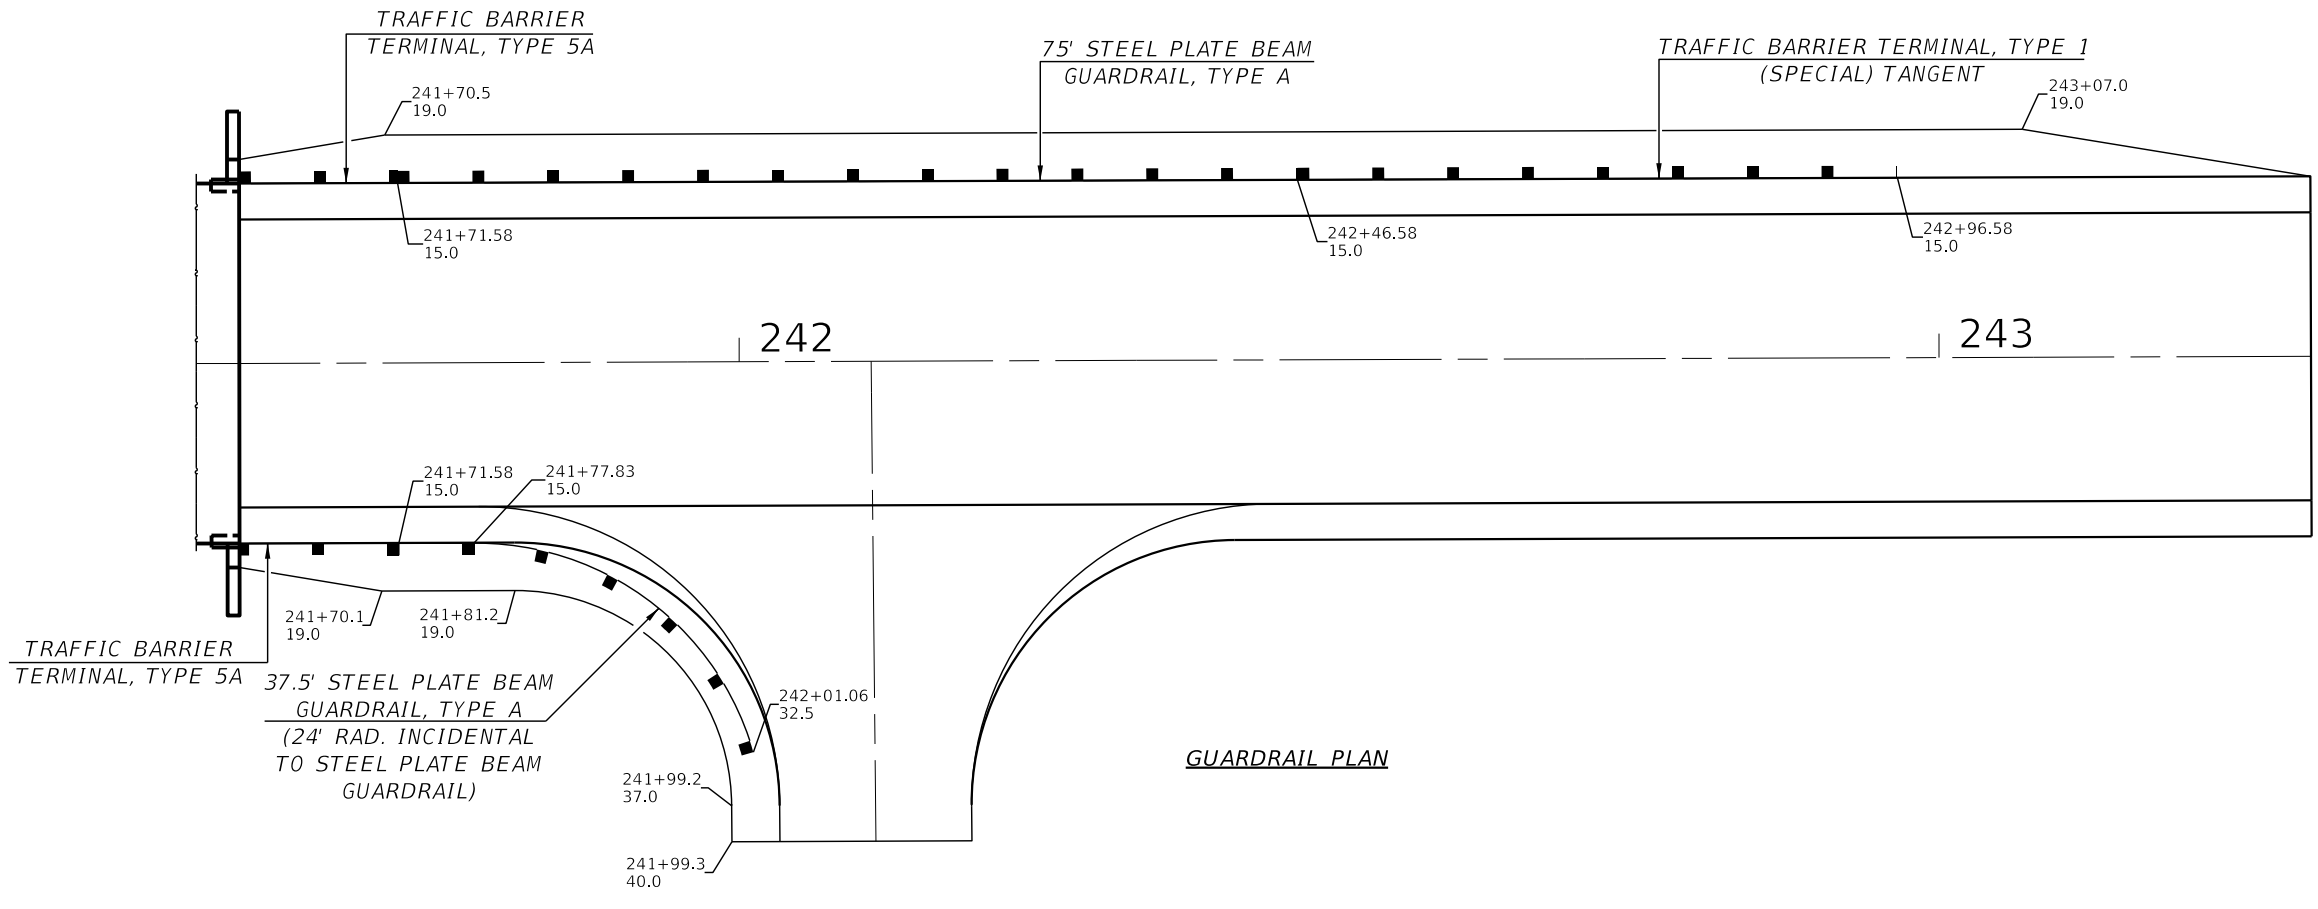 TRAFFIC BARRIER
TERMINAL, TYPE 5A
75' STEEL PLATE BEAM
GUARDRAIL, TYPE A
TRAFFIC BARRIER TERMINAL, TYPE 1
(SPECIAL) TANGENT
241+70.5
19.0
243+07.0
19.0
241+71.58
15.0
242+46.58
15.0
242+96.58
15.0
242
243
241+71.58
15.0
241+77.83
15.0
241+70.1
19.0
241+81.2
19.0
TRAFFIC BARRIER
TERMINAL, TYPE 5A
37.5' STEEL PLATE BEAM
GUARDRAIL, TYPE A
(24' RAD. INCIDENTAL
TO STEEL PLATE BEAM
GUARDRAIL)
242+01.06
32.5
GUARDRAIL PLAN
241+99.2
37.0
241+99.3
40.0